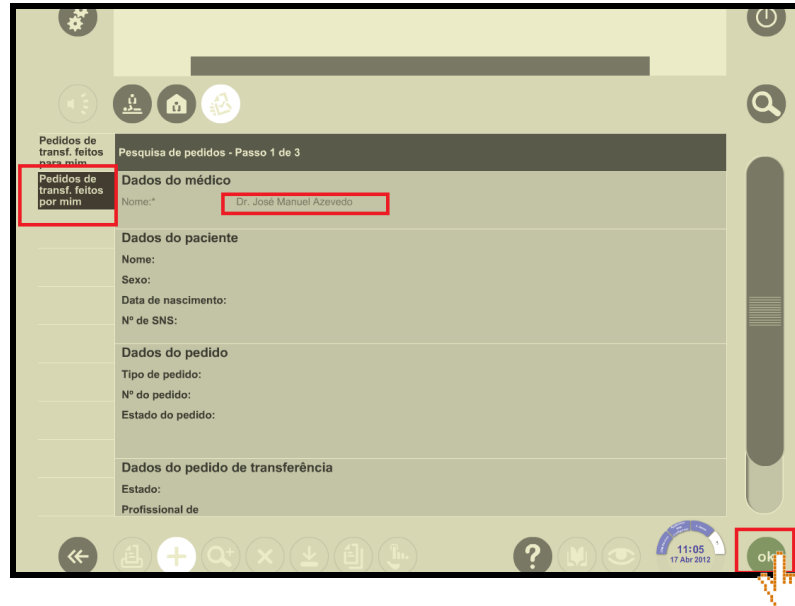 Pedidos de
transf. feitos
para mim
Pesquisa de pedidos - Passo 1 de 3
Pedidos de
transf. feitos
por mim
Dados do médico
Nome:* Dr. José Manuel Azevedo
Dados do paciente
Nome:
Sexo:
Data de nascimento:
Nº de SNS:
Dados do pedido
Tipo de pedido:
Nº do pedido:
Estado do pedido:
Dados do pedido de transferência
Estado:
Profissional de
?
11:05
17 Abr 2012
ok